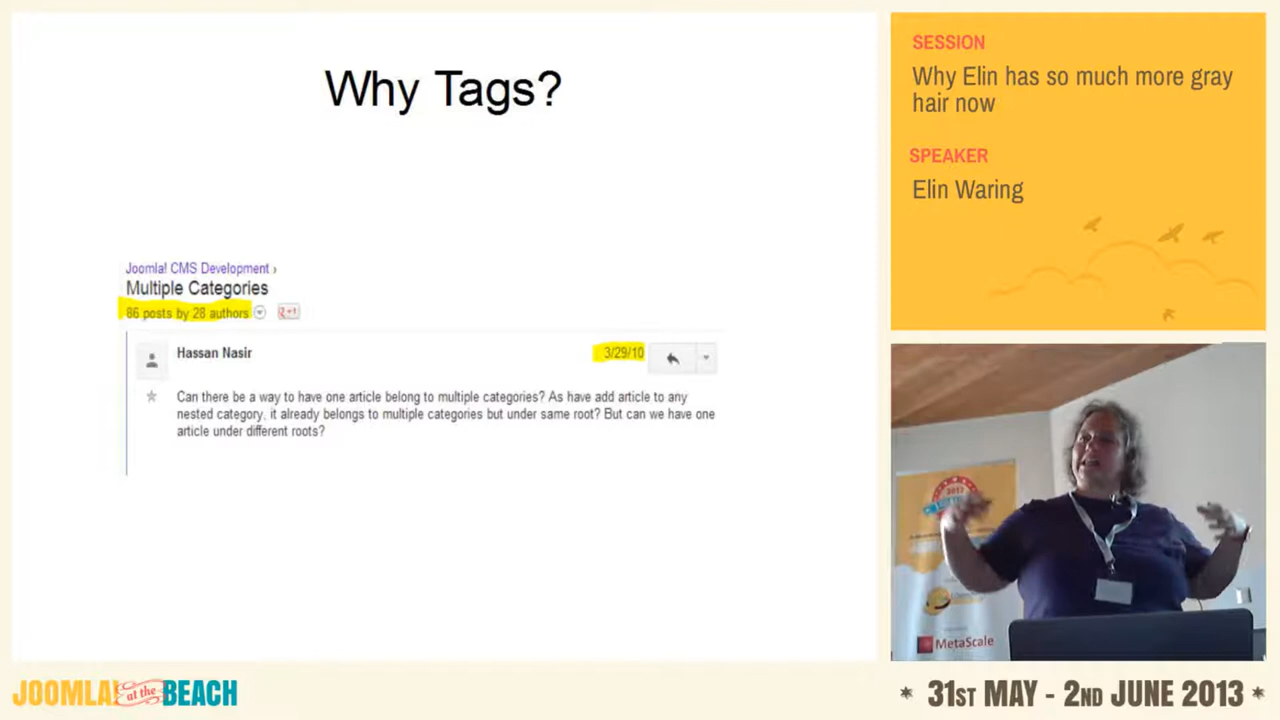 Why Tags?
Joomla! CMS Development ›
Multiple Categories
86 posts by 28 authors
+1
Hassan Nasir
3/29/10
Can there be a way to have one article belong to multiple categories? As have add article to any
nested category, it already belongs to multiple categories but under same root? But can we have one
article under different roots?
SESSION
Why Elin has so much more gray
hair now
SPEAKER
Elin Waring
2013
MetaScale
JOOMLA! at the BEACH
* 31ST MAY - 2ND JUNE 2013 *